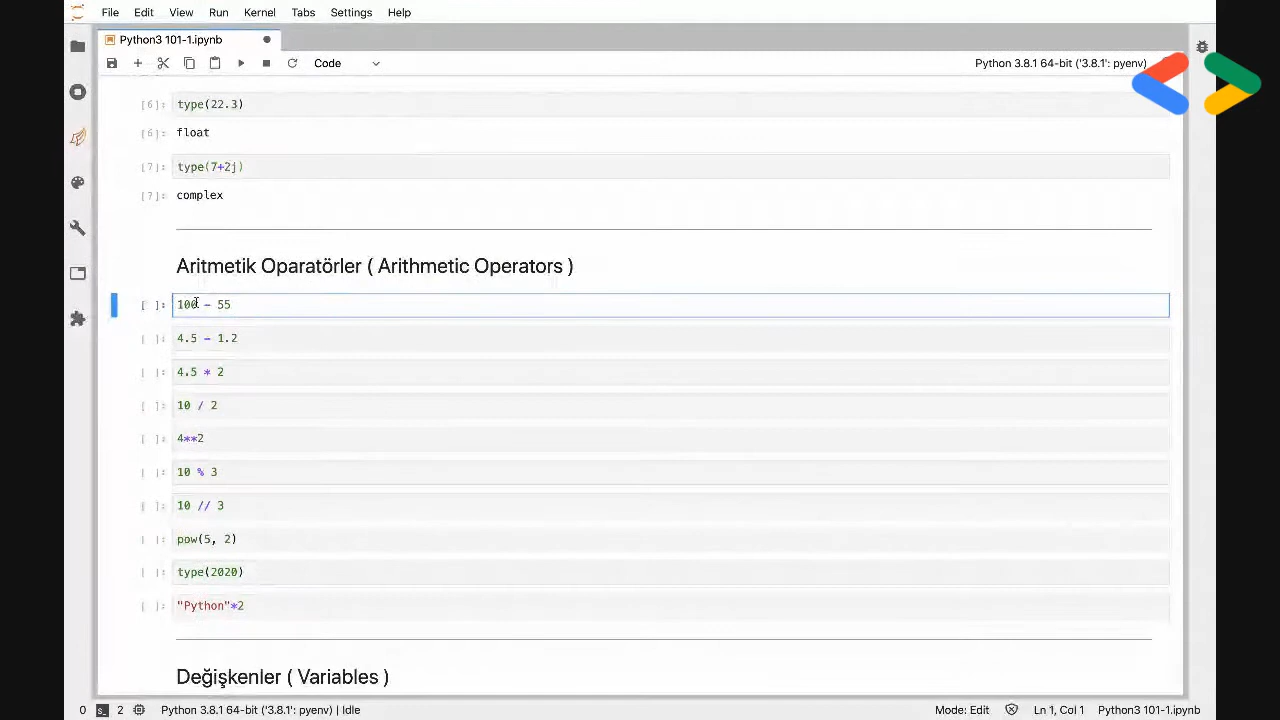 File Edit View Run Kernel Tabs Settings Help
Python3 101-1.ipynb
Code
Python 3.8.1 64-bit ('3.8.1': pyenv)
[6]: type(22.3)
[6]: float
[7]: type(7+2j)
[7]: complex
Aritmetik Oparatörler ( Arithmetic Operators )
[ ]: 100 - 55
[ ]: 4.5 - 1.2
[ ]: 4.5 * 2
[ ]: 10 / 2
[ ]: 4**2
[ ]: 10 % 3
[ ]: 10 // 3
[ ]: pow(5, 2)
[ ]: type(2020)
[ ]: "Python"*2
Değişkenler ( Variables )
0 2 Python 3.8.1 64-bit ('3.8.1': pyenv) | Idle Mode: Edit Ln 1, Col 1 Python3 101-1.ipynb